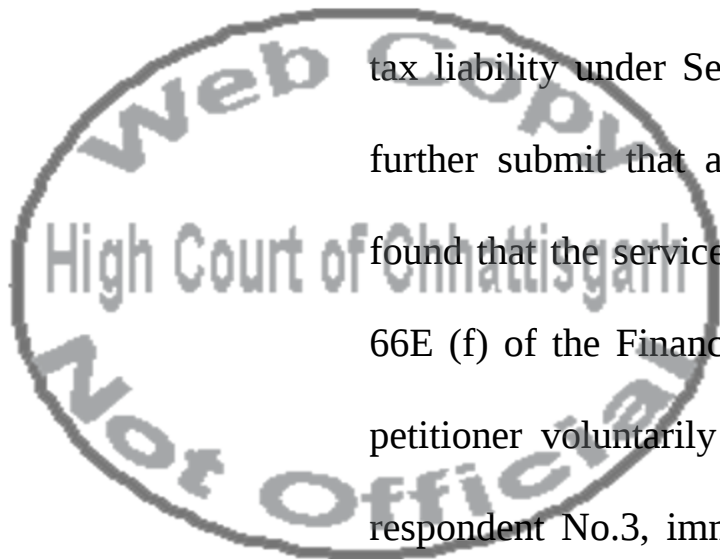 Web Copy
tax liability under Se
further submit that a
High Court of Chhattisgarh
found that the service
66E (f) of the Financ
petitioner voluntarily
Not Official
respondent No.3, imm